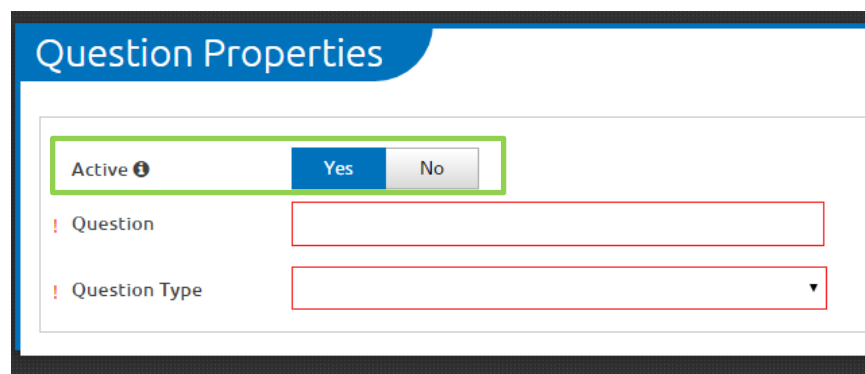 Question Properties
Active
Yes No
! Question
! Question Type